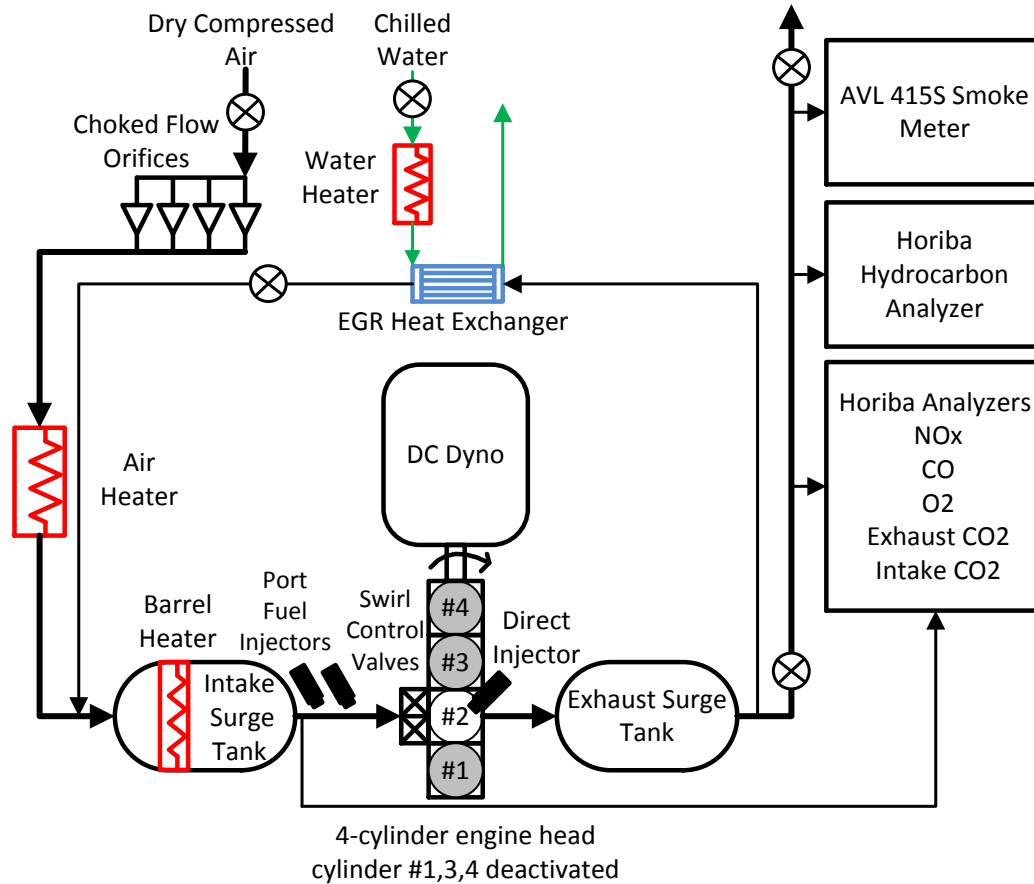 Dry Compressed
Air
Chilled
Water
Choked Flow
Orifices
Water
Heater
EGR Heat Exchanger
AVL 415S Smoke
Meter
Horiba
Hydrocarbon
Analyzer
Horiba Analyzers
NOx
CO
O2
Exhaust CO2
Intake CO2
DC Dyno
Air
Heater
Barrel
Heater
Port
Fuel
Injectors
Swirl
Control
Valves
Direct
Injector
#4
#3
#2
#1
Intake
Surge
Tank
Exhaust Surge
Tank
4-cylinder engine head
cylinder #1,3,4 deactivated